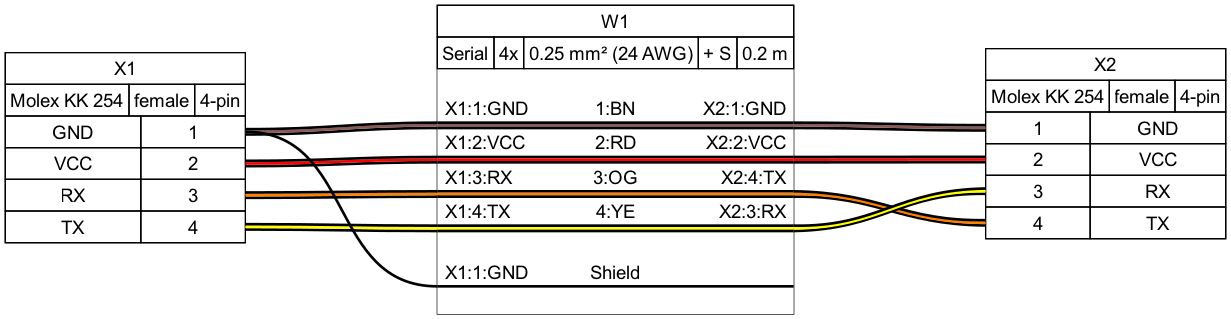 X1
Molex KK 254 female 4-pin
GND 1
VCC 2
RX 3
TX 4
W1
Serial 4x 0.25 mm² (24 AWG) + S 0.2 m
X1:1:GND 1:BN X2:1:GND
X1:2:VCC 2:RD X2:2:VCC
X1:3:RX 3:OG X2:4:TX
X1:4:TX 4:YE X2:3:RX
X1:1:GND Shield
X2
Molex KK 254 female 4-pin
1 GND
2 VCC
3 RX
4 TX